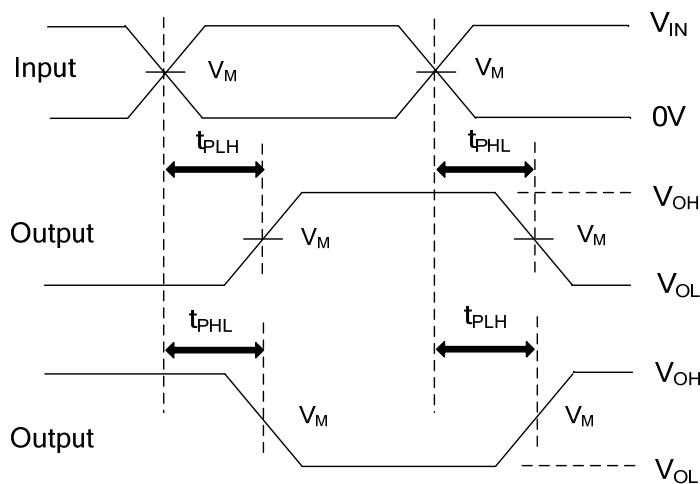 V_IN
Input V_M V_M
0V
t_PLH t_PHL
V_OH
Output V_M V_M
V_OL
t_PHL t_PLH
V_OH
Output V_M V_M
V_OL